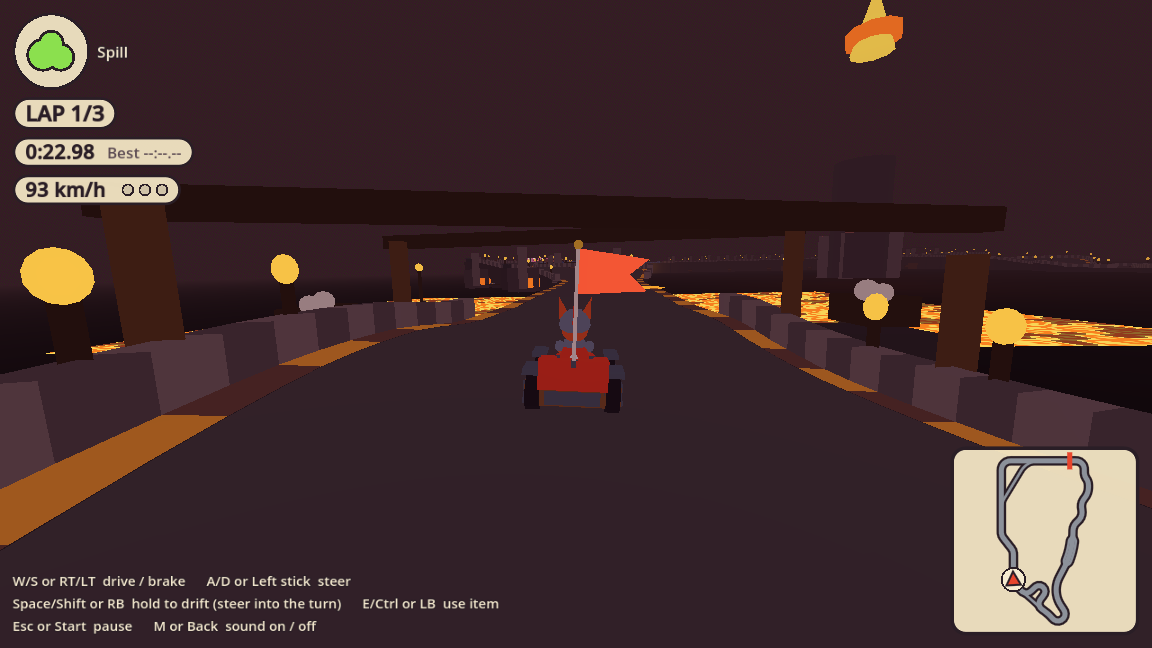 Spill
LAP 1/3
0:22.98 Best --:--.--
93 km/h
W/S or RT/LT drive / brake A/D or Left stick steer
Space/Shift or RB hold to drift (steer into the turn) E/Ctrl or LB use item
Esc or Start pause M or Back sound on / off